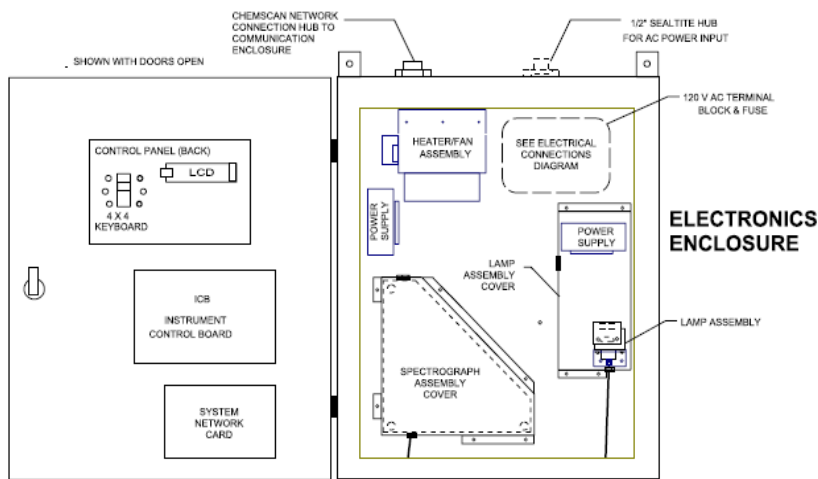 CHEMSCAN NETWORK
CONNECTION HUB TO
COMMUNICATION
ENCLOSURE
1/2" SEALTITE HUB
FOR AC POWER INPUT
. SHOWN WITH DOORS OPEN
120 V AC TERMINAL
BLOCK & FUSE
CONTROL PANEL (BACK)
LCD
4 X 4
KEYBOARD
HEATER/FAN
ASSEMBLY
SEE ELECTRICAL
CONNECTIONS
DIAGRAM
POWER
SUPPLY
POWER
SUPPLY
ELECTRONICS
ENCLOSURE
LAMP
ASSEMBLY
COVER
ICB
INSTRUMENT
CONTROL BOARD
LAMP ASSEMBLY
SPECTROGRAPH
ASSEMBLY
COVER
SYSTEM
NETWORK
CARD